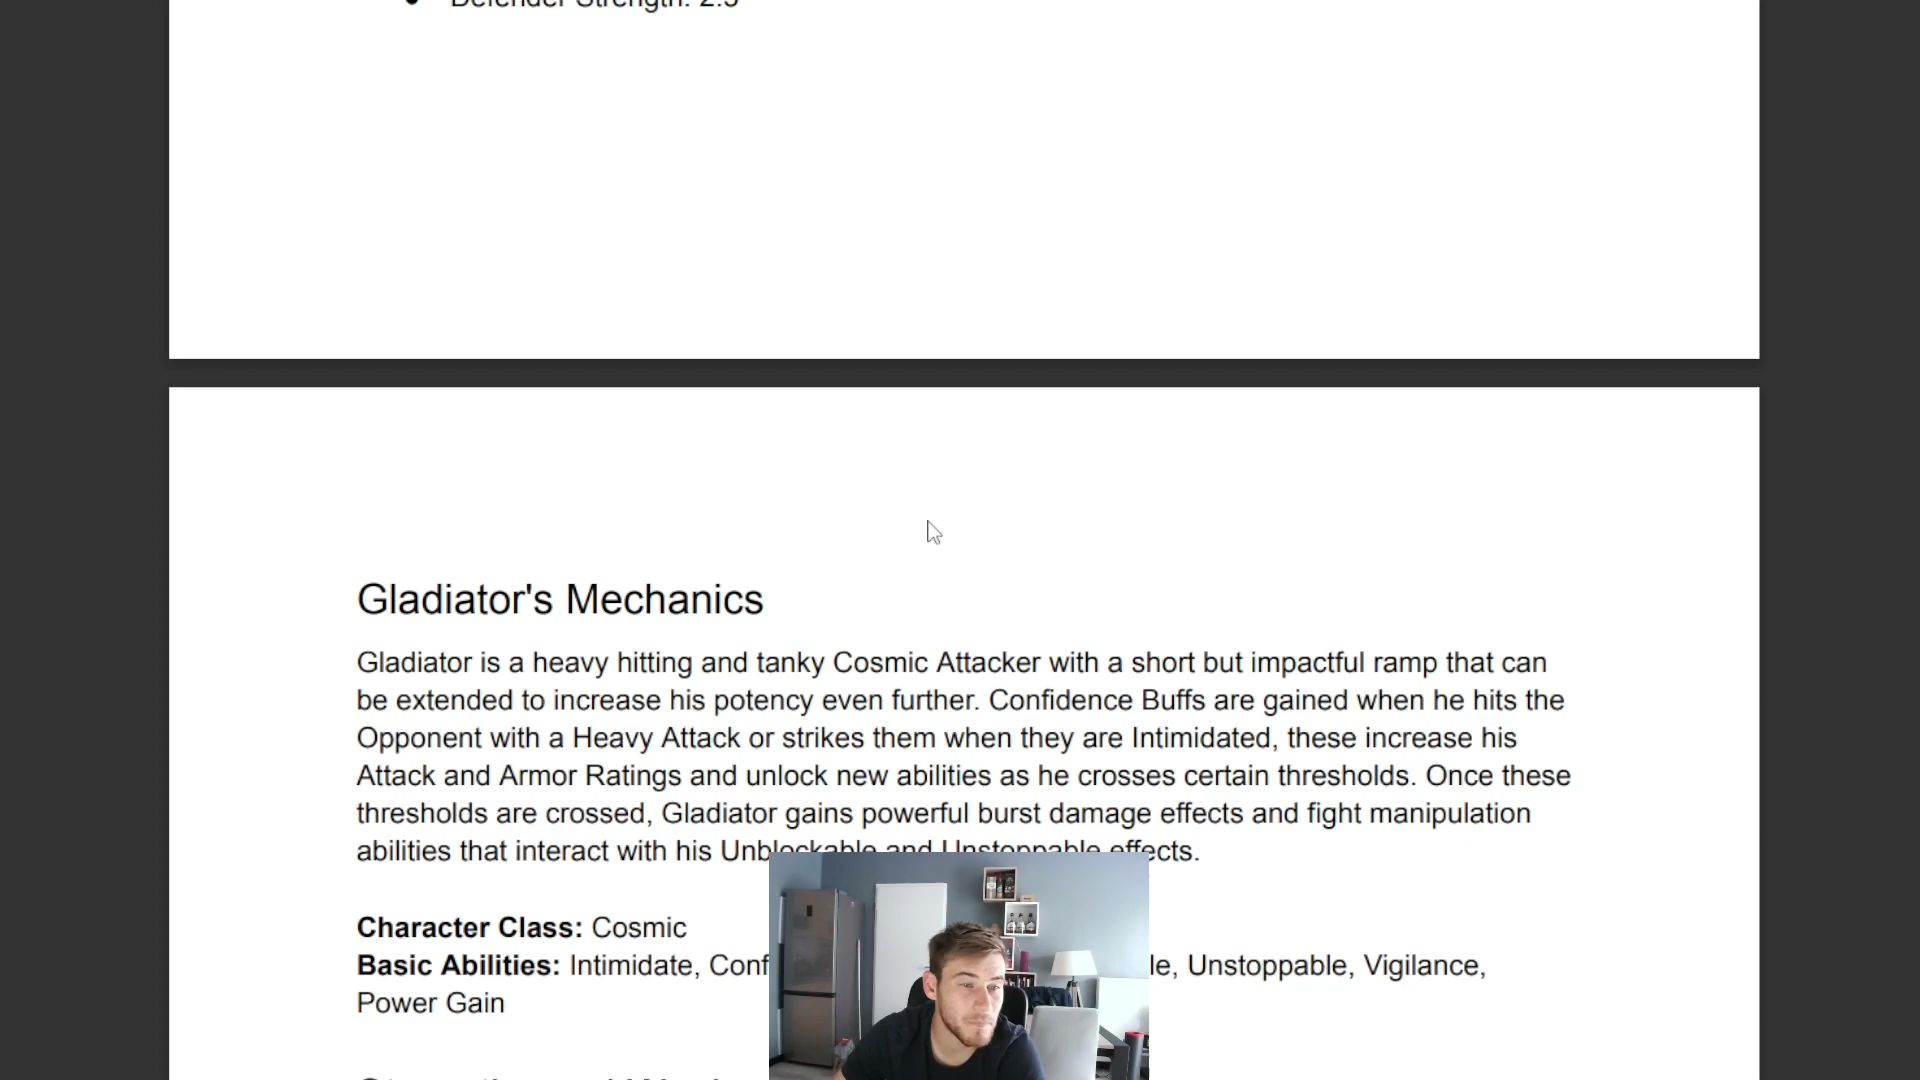 Defender Strength: 2.5
Gladiator's Mechanics
Gladiator is a heavy hitting and tanky Cosmic Attacker with a short but impactful ramp that can
be extended to increase his potency even further. Confidence Buffs are gained when he hits the
Opponent with a Heavy Attack or strikes them when they are Intimidated, these increase his
Attack and Armor Ratings and unlock new abilities as he crosses certain thresholds. Once these
thresholds are crossed, Gladiator gains powerful burst damage effects and fight manipulation
abilities that interact with his Unblockable and Unstoppable effects.
Character Class: Cosmic
Basic Abilities: Intimidate, Conf le, Unstoppable, Vigilance,
Power Gain